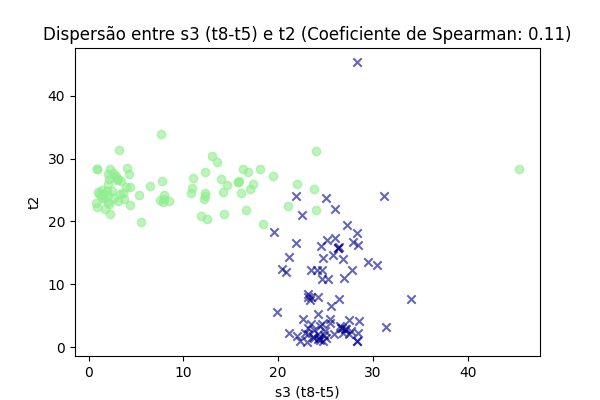 Dispersão entre s3 (t8-t5) e t2 (Coeficiente de Spearman: 0.11)
40
30
t2
20
10
0
0 10 20 30 40
s3 (t8-t5)